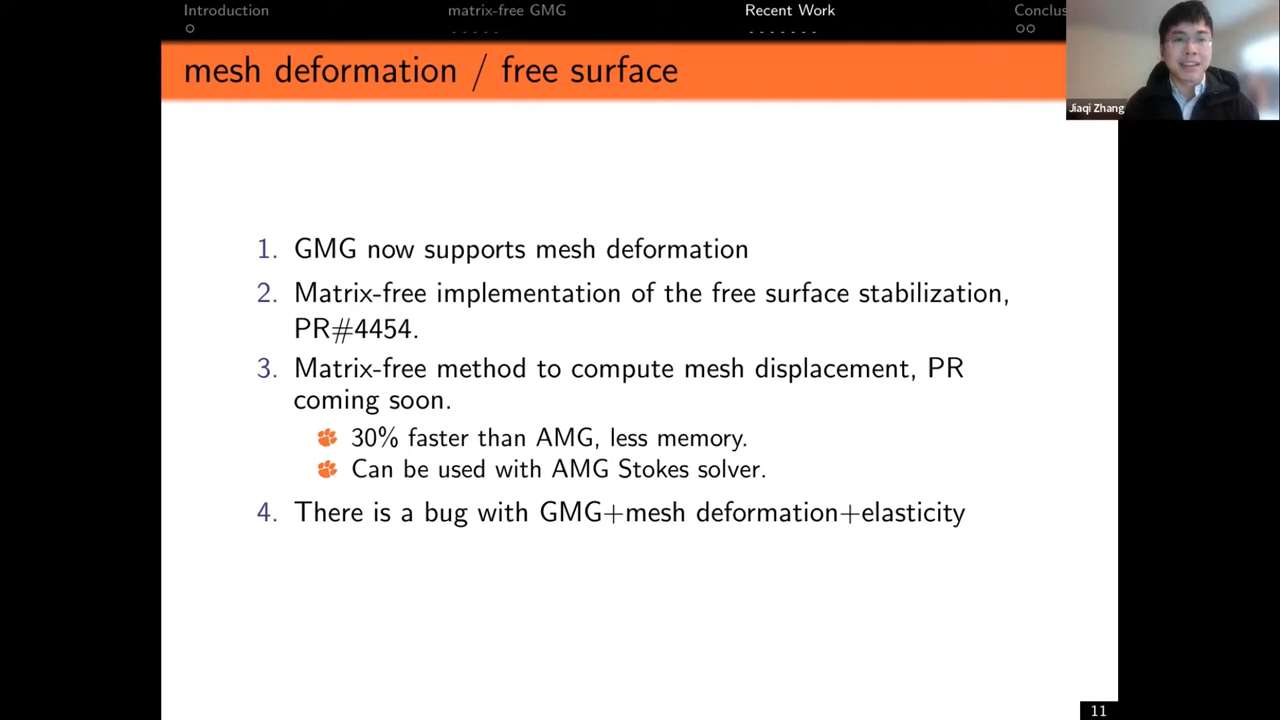 Introduction
matrix-free GMG
Recent Work
Conclus
mesh deformation / free surface
Jiaqi Zhang
1. GMG now supports mesh deformation
2. Matrix-free implementation of the free surface stabilization,
PR#4454.
3. Matrix-free method to compute mesh displacement, PR
coming soon.
30% faster than AMG, less memory.
Can be used with AMG Stokes solver.
4. There is a bug with GMG+mesh deformation+elasticity
11